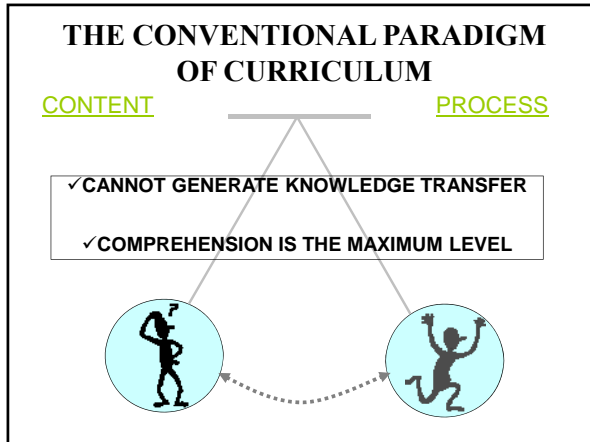 THE CONVENTIONAL PARADIGM
OF CURRICULUM
CONTENT
PROCESS
✓CANNOT GENERATE KNOWLEDGE TRANSFER
✓COMPREHENSION IS THE MAXIMUM LEVEL
?